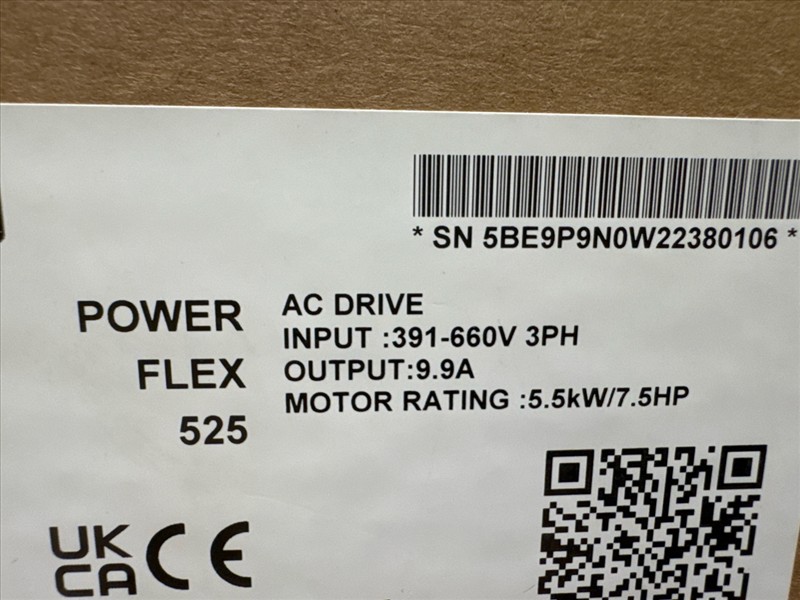 * SN 5BE9P9N0W22380106 *
POWER
FLEX
525
AC DRIVE
INPUT :391-660V 3PH
OUTPUT:9.9A
MOTOR RATING :5.5kW/7.5HP
UK
CA
CE